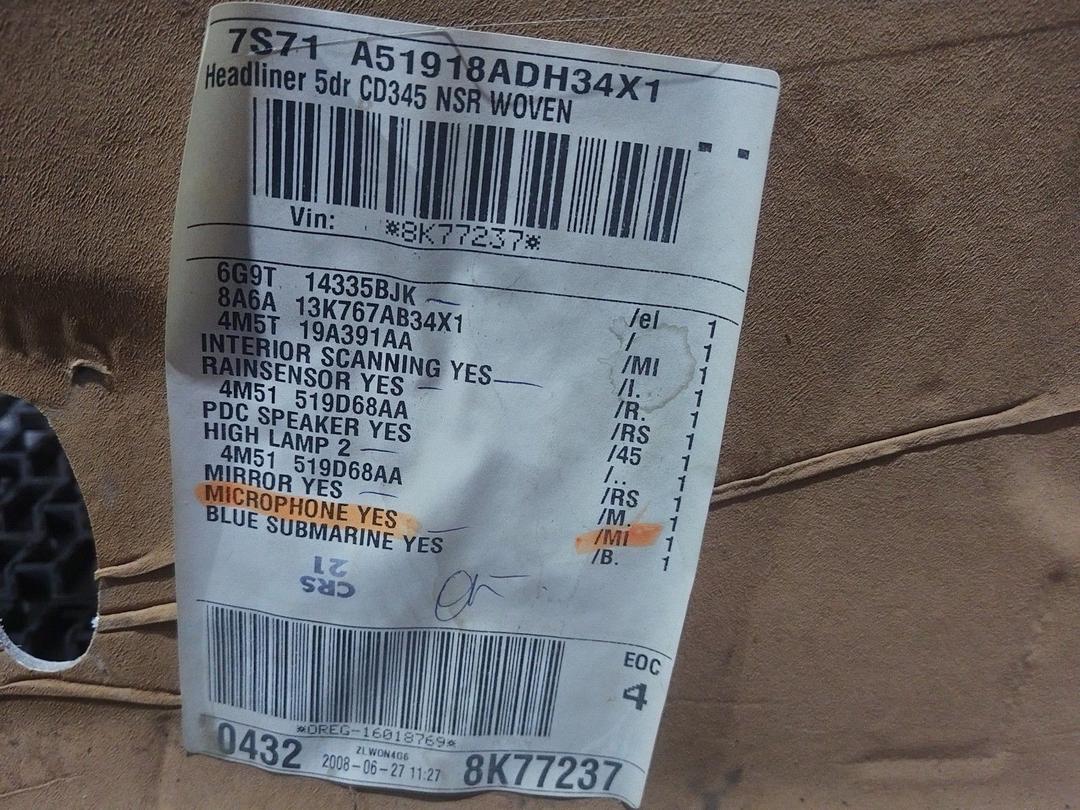 7S71 A51918ADH34X1
Headliner 5dr CD345 NSR WOVEN
Vin: *8K77237*
6G9T 14335BJK /el 1
8A6A 13K767AB34X1 / 1
4M5T 19A391AA /MI 1
INTERIOR SCANNING YES /I. 1
RAINSENSOR YES /R. 1
4M51 519D68AA /RS 1
PDC SPEAKER YES /45 1
HIGH LAMP 2 /.. 1
4M51 519D68AA /RS 1
MIRROR YES /M. 1
MICROPHONE YES /MI 1
BLUE SUBMARINE YES /B. 1
CRS
21
EOC
4
*OREG-16018769*
0432 ZLWON4G6 2008-06-27 11:27 8K77237